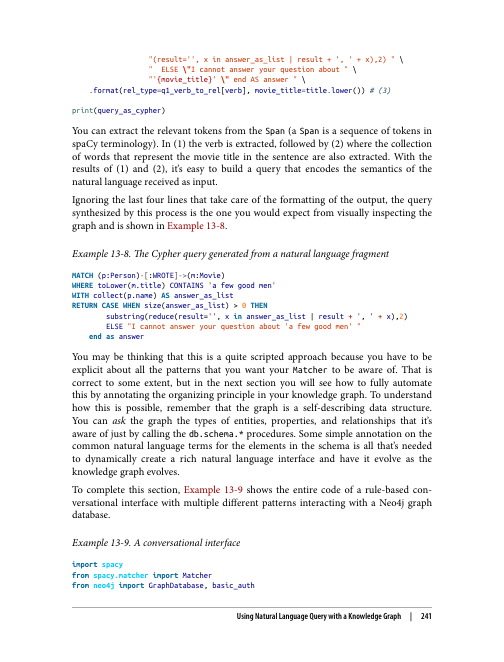 "(result='', x in answer_as_list | result + ', ' + x),2) " \
"  ELSE \"I cannot answer your question about " \
"'{movie_title}' \" end AS answer " \
.format(rel_type=q1_verb_to_rel[verb], movie_title=title.lower()) # (3)
print(query_as_cypher)
You can extract the relevant tokens from the Span (a Span is a sequence of tokens in
spaCy terminology). In (1) the verb is extracted, followed by (2) where the collection
of words that represent the movie title in the sentence are also extracted. With the
results of (1) and (2), it's easy to build a query that encodes the semantics of the
natural language received as input.
Ignoring the last four lines that take care of the formatting of the output, the query
synthesized by this process is the one you would expect from visually inspecting the
graph and is shown in Example 13-8.
Example 13-8. The Cypher query generated from a natural language fragment
MATCH (p:Person)-[:WROTE]->(m:Movie)
WHERE toLower(m.title) CONTAINS 'a few good men'
WITH collect(p.name) AS answer_as_list
RETURN CASE WHEN size(answer_as_list) > 0 THEN
substring(reduce(result='', x in answer_as_list | result + ', ' + x),2)
ELSE "I cannot answer your question about 'a few good men' "
end as answer
You may be thinking that this is a quite scripted approach because you have to be
explicit about all the patterns that you want your Matcher to be aware of. That is
correct to some extent, but in the next section you will see how to fully automate
this by annotating the organizing principle in your knowledge graph. To understand
how this is possible, remember that the graph is a self-describing data structure.
You can ask the graph the types of entities, properties, and relationships that it's
aware of just by calling the db.schema.* procedures. Some simple annotation on the
common natural language terms for the elements in the schema is all that's needed
to dynamically create a rich natural language interface and have it evolve as the
knowledge graph evolves.
To complete this section, Example 13-9 shows the entire code of a rule-based con-
versational interface with multiple different patterns interacting with a Neo4j graph
database.
Example 13-9. A conversational interface
import spacy
from spacy.matcher import Matcher
from neo4j import GraphDatabase, basic_auth
Using Natural Language Query with a Knowledge Graph | 241